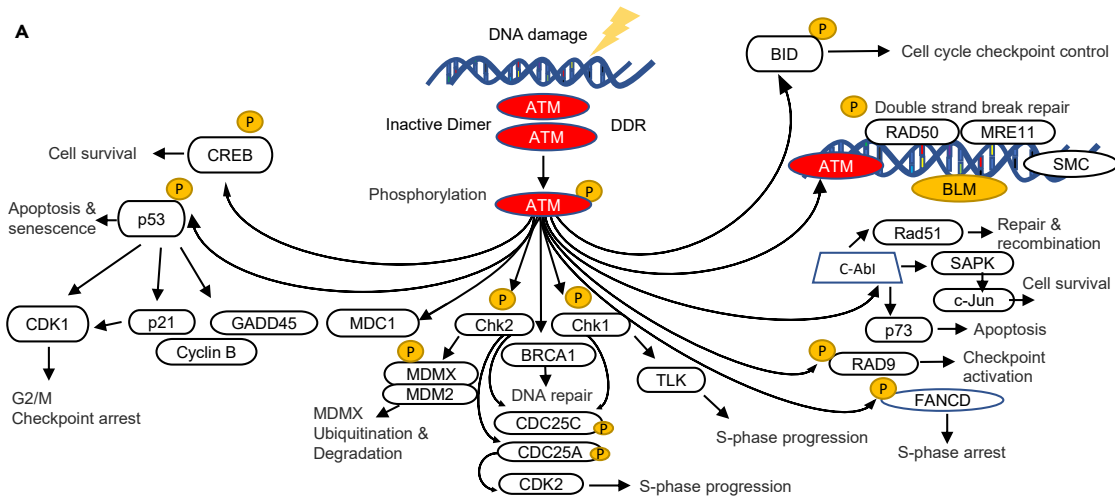 A
DNA damage
ATM
Inactive Dimer
ATM
DDR
Phosphorylation
ATM
P
P
BID
Cell cycle checkpoint control
P
Double strand break repair
RAD50
MRE11
ATM
SMC
BLM
P
Cell survival
CREB
P
Apoptosis &
senescence
p53
CDK1
p21
GADD45
Cyclin B
G2/M
Checkpoint arrest
MDC1
P
Chk2
P
Chk1
P
MDMX
MDM2
BRCA1
DNA repair
TLK
MDMX
Ubiquitination &
Degradation
CDC25C
P
CDC25A
P
CDK2
S-phase progression
S-phase progression
Rad51
Repair &
recombination
C-Abl
SAPK
c-Jun
Cell survival
p73
Apoptosis
P
RAD9
Checkpoint
activation
P
FANCD
S-phase arrest